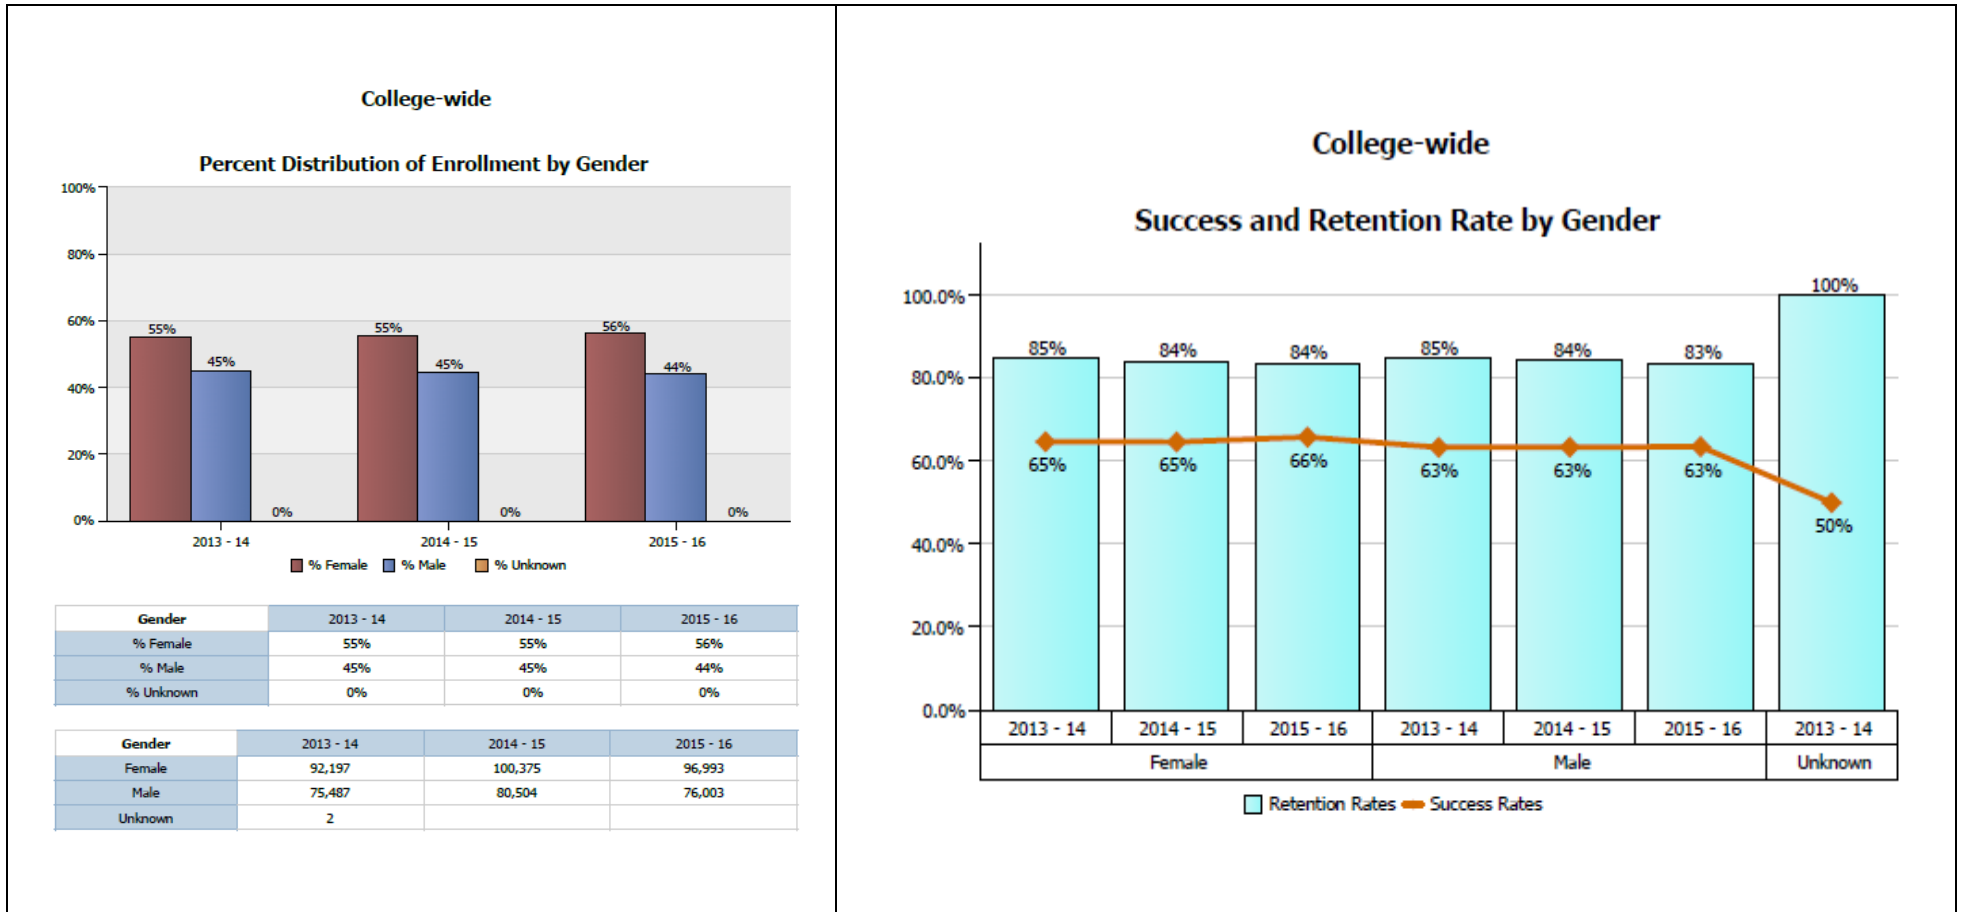 College-wide
Percent Distribution of Enrollment by Gender
100%
80%
60%
40%
20%
0%
55%
45%
0%
55%
45%
0%
56%
44%
0%
2013 - 14
2014 - 15
2015 - 16
% Female % Male % Unknown
Gender 2013 - 14 2014 - 15 2015 - 16
% Female 55% 55% 56%
% Male 45% 45% 44%
% Unknown 0% 0% 0%
Gender 2013 - 14 2014 - 15 2015 - 16
Female 92,197 100,375 96,993
Male 75,487 80,504 76,003
Unknown 2
College-wide
Success and Retention Rate by Gender
100.0%
80.0%
60.0%
40.0%
20.0%
0.0%
85% 84% 84% 85% 84% 83% 100%
65% 65% 66% 63% 63% 63% 50%
2013 - 14 2014 - 15 2015 - 16 2013 - 14 2014 - 15 2015 - 16 2013 - 14
Female Male Unknown
Retention Rates Success Rates